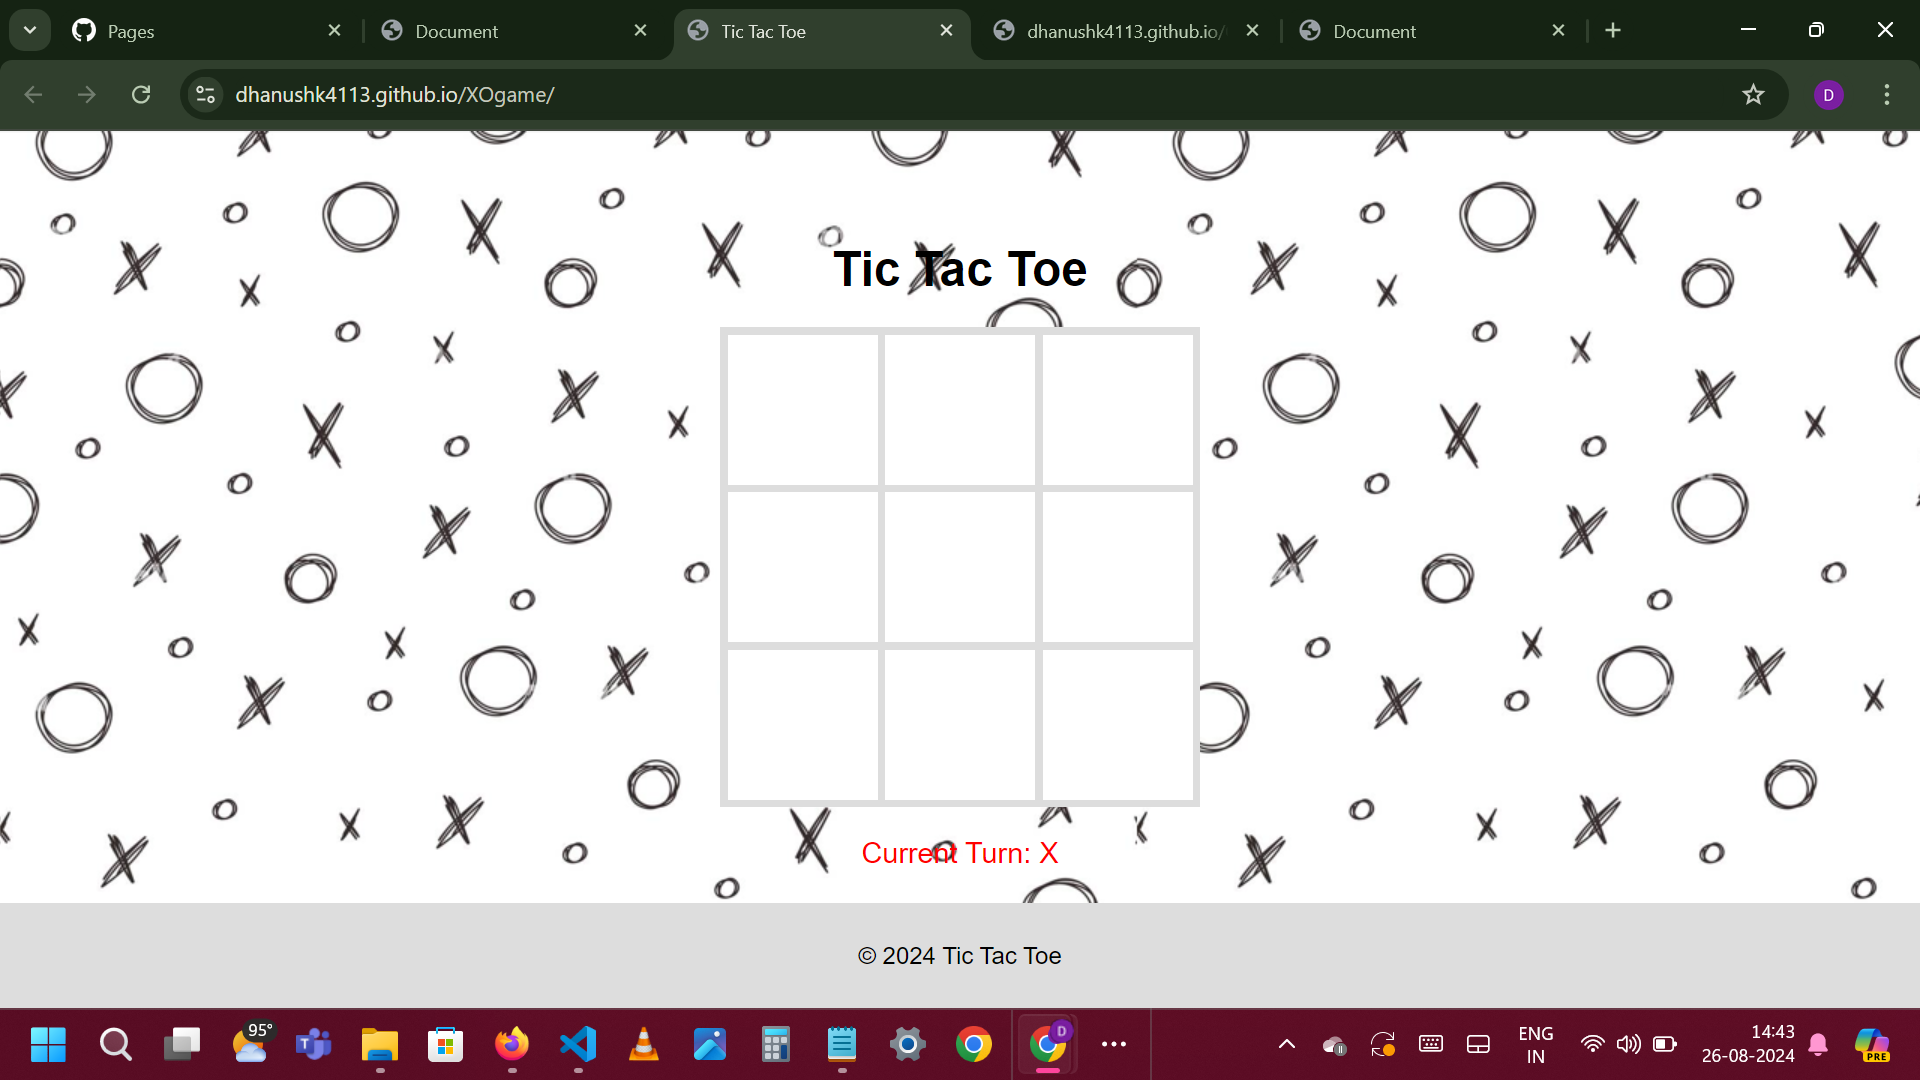 Pages
Document
Tic Tac Toe
dhanushk4113.github.io/
Document
dhanushk4113.github.io/XOgame/
D
Tic Tac Toe
Current Turn: X
© 2024 Tic Tac Toe
95°
D
ENG
IN
14:43
26-08-2024
PRE